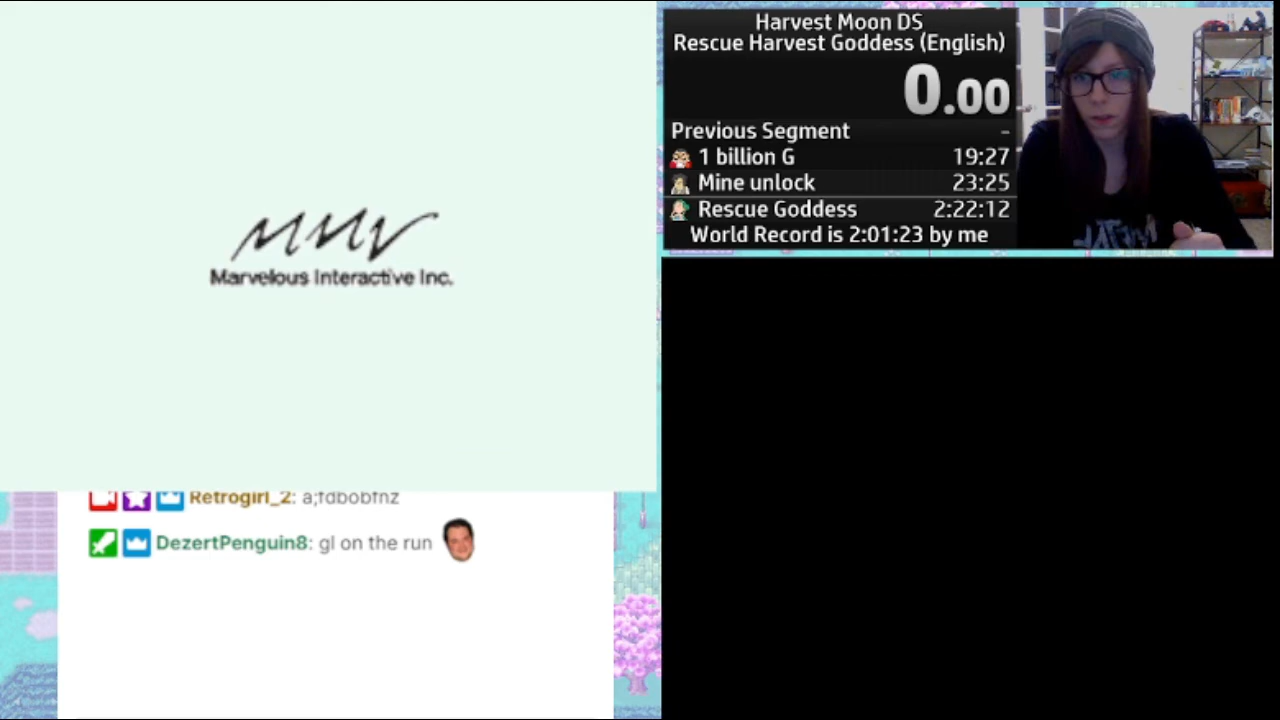 MMV
Marvelous Interactive Inc.
Harvest Moon DS
Rescue Harvest Goddess (English)
0.00
Previous Segment -
1 billion G 19:27
Mine unlock 23:25
Rescue Goddess 2:22:12
World Record is 2:01:23 by me
Retrogirl_2: a;fdbobfnz
DezertPenguin8: gl on the run